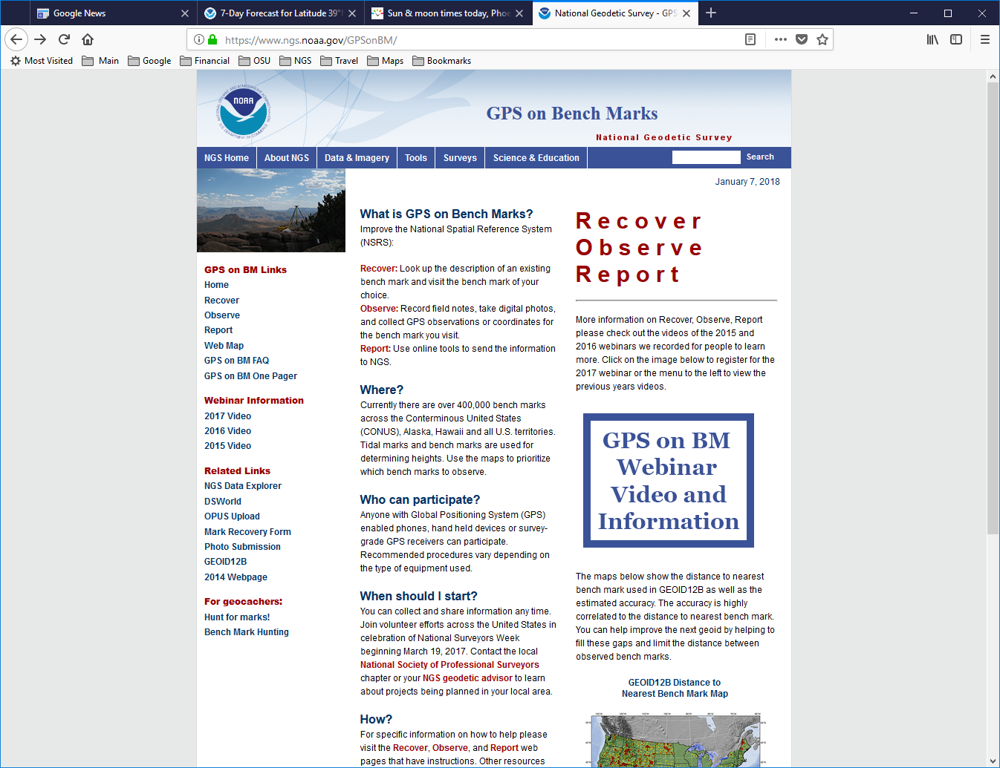 Google News
7-Day Forecast for Latitude 39°
Sun & moon times today, Phoe
National Geodetic Survey - GPS
https://www.ngs.noaa.gov/GPSonBM/
Most Visited
Main
Google
Financial
OSU
NGS
Travel
Maps
Bookmarks
NOAA
GPS on Bench Marks
National Geodetic Survey
NGS Home
About NGS
Data & Imagery
Tools
Surveys
Science & Education
Search
January 7, 2018
GPS on BM Links
Home
Recover
Observe
Report
Web Map
GPS on BM FAQ
GPS on BM One Pager
Webinar Information
2017 Video
2016 Video
2015 Video
Related Links
NGS Data Explorer
DSWorld
OPUS Upload
Mark Recovery Form
Photo Submission
GEOID12B
2014 Webpage
For geocachers:
Hunt for marks!
Bench Mark Hunting
What is GPS on Bench Marks?
Improve the National Spatial Reference System
(NSRS):
Recover: Look up the description of an existing
bench mark and visit the bench mark of your
choice.
Observe: Record field notes, take digital photos,
and collect GPS observations or coordinates for
the bench mark you visit.
Report: Use online tools to send the information
to NGS.
Where?
Currently there are over 400,000 bench marks
across the Conterminous United States
(CONUS), Alaska, Hawaii and all U.S. territories.
Tidal marks and bench marks are used for
determining heights. Use the maps to prioritize
which bench marks to observe.
Who can participate?
Anyone with Global Positioning System (GPS)
enabled phones, hand held devices or survey-
grade GPS receivers can participate.
Recommended procedures vary depending on
the type of equipment used.
When should I start?
You can collect and share information any time.
Join volunteer efforts across the United States in
celebration of National Surveyors Week
beginning March 19, 2017. Contact the local
National Society of Professional Surveyors
chapter or your NGS geodetic advisor to learn
about projects being planned in your local area.
How?
For specific information on how to help please
visit the Recover, Observe, and Report web
pages that have instructions. Other resources
Recover
Observe
Report
More information on Recover, Observe, Report
please check out the videos of the 2015 and
2016 webinars we recorded for people to learn
more. Click on the image below to register for the
2017 webinar or the menu to the left to view the
previous years videos.
GPS on BM
Webinar
Video and
Information
The maps below show the distance to nearest
bench mark used in GEOID12B as well as the
estimated accuracy. The accuracy is highly
correlated to the distance to nearest bench mark.
You can help improve the next geoid by helping to
fill these gaps and limit the distance between
observed bench marks.
GEOID12B Distance to
Nearest Bench Mark Map